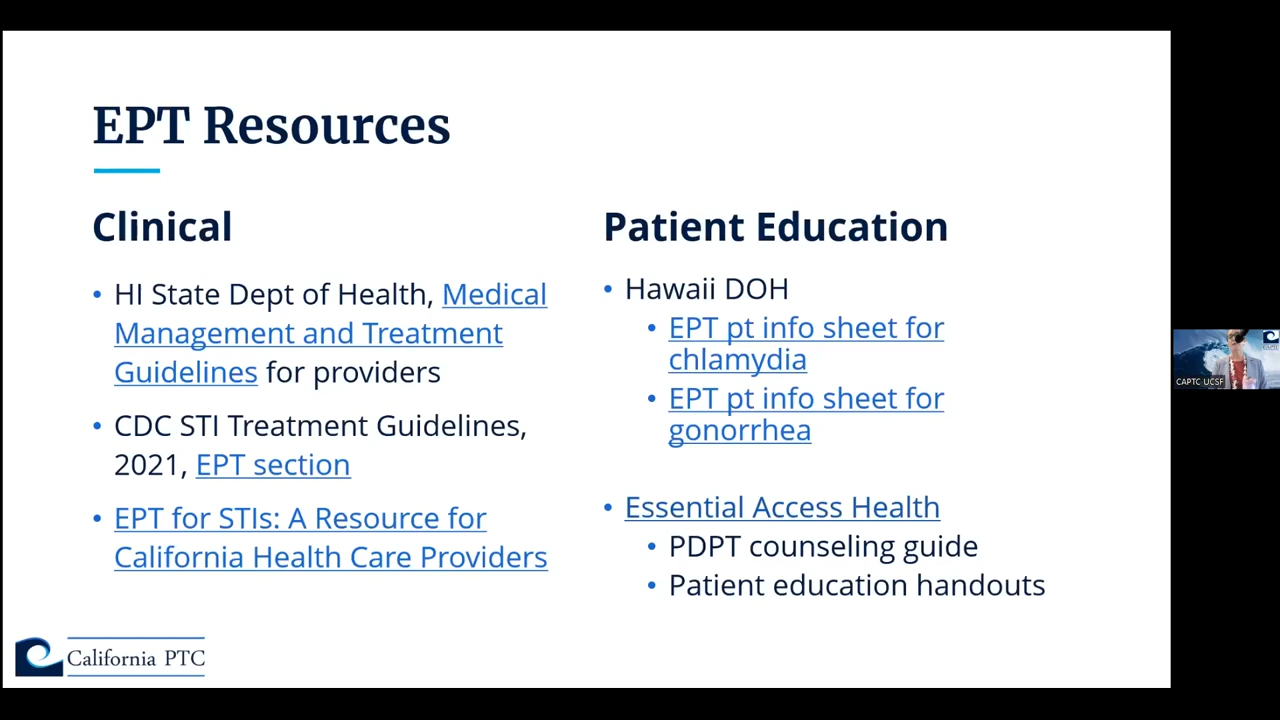 EPT Resources
Clinical
• HI State Dept of Health, Medical
Management and Treatment
Guidelines for providers
• CDC STI Treatment Guidelines,
2021, EPT section
• EPT for STIs: A Resource for
California Health Care Providers
Patient Education
• Hawaii DOH
• EPT pt info sheet for
chlamydia
• EPT pt info sheet for
gonorrhea
• Essential Access Health
• PDPT counseling guide
• Patient education handouts
California PTC
CAPTC UCSF